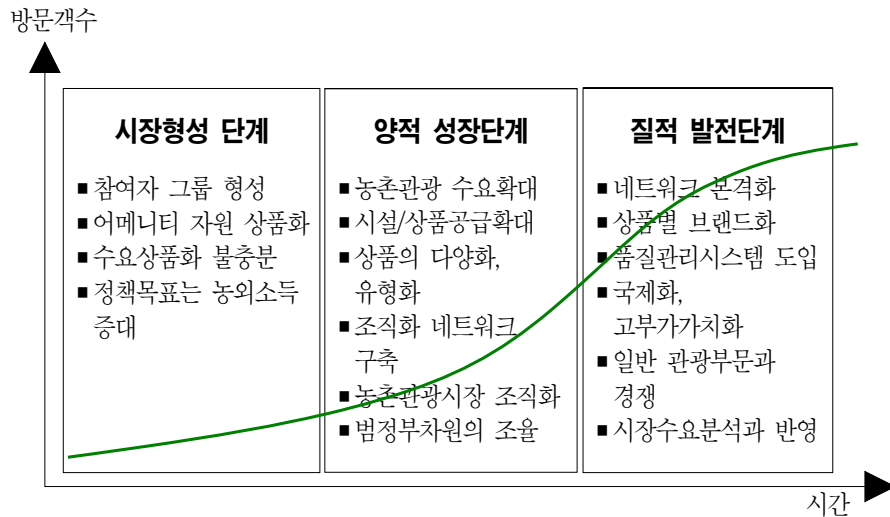 방문객수
시장형성 단계
■ 참여자 그룹 형성
■ 어메니티 자원 상품화
■ 수요상품화 불충분
■ 정책목표는 농외소득
증대
양적 성장단계
■ 농촌관광 수요확대
■ 시설/상품공급확대
■ 상품의 다양화,
유형화
■ 조직화 네트워크
구축
■ 농촌관광시장 조직화
■ 범정부차원의 조율
질적 발전단계
■ 네트워크 본격화
■ 상품별 브랜드화
■ 품질관리시스템 도입
■ 국제화,
고부가가치화
■ 일반 관광부문과
경쟁
■ 시장수요분석과 반영
시간